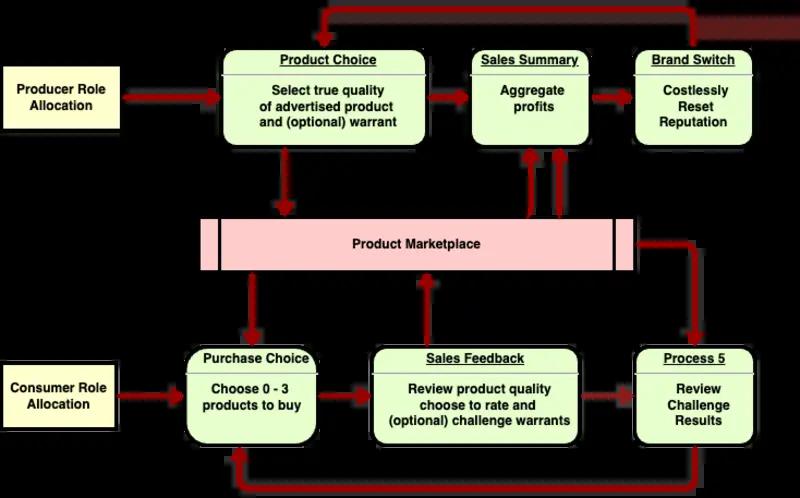 Product Choice
Sales Summary
Brand Switch
Producer Role
Allocation
Select true quality
of advertised product
and (optional) warrant
Aggregate
profits
Costlessly
Reset
Reputation
Product Marketplace
Purchase Choice
Sales Feedback
Process 5
Consumer Role
Allocation
Choose 0 - 3
products to buy
Review product quality
choose to rate and
(optional) challenge warrants
Review
Challenge
Results